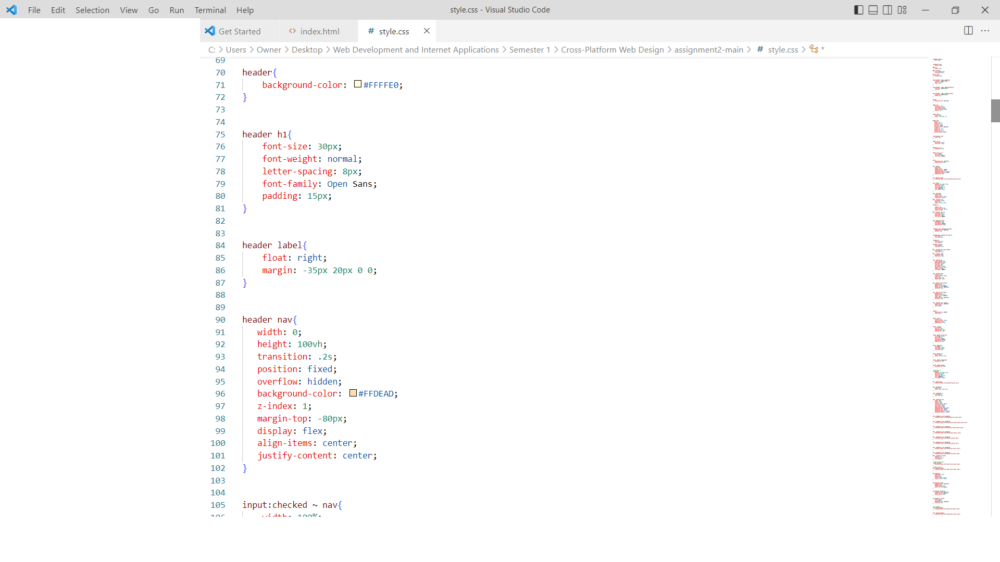 File Edit Selection View Go Run Terminal Help
style.css - Visual Studio Code
Get Started
index.html
style.css
C: > Users > Owner > Desktop > Web Development and Internet Applications > Semester 1 > Cross-Platform Web Design > assignment2-main > # style.css > *
69
70 header{
71 background-color: #FFFFE0;
72 }
73
74
75 header h1{
76 font-size: 30px;
77 font-weight: normal;
78 letter-spacing: 8px;
79 font-family: Open Sans;
80 padding: 15px;
81 }
82
83
84 header label{
85 float: right;
86 margin: -35px 20px 0 0;
87 }
88
89
90 header nav{
91 width: 0;
92 height: 100vh;
93 transition: .2s;
94 position: fixed;
95 overflow: hidden;
96 background-color: #FFDEAD;
97 z-index: 1;
98 margin-top: -80px;
99 display: flex;
100 align-items: center;
101 justify-content: center;
102 }
103
104
105 input:checked ~ nav{
106 width: 100%;